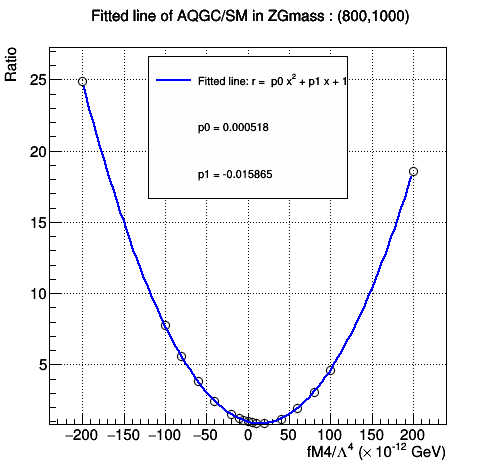 Fitted line of AQGC/SM in ZGmass : (800,1000)
Ratio
Fitted line: r = p0 x² + p1 x + 1
p0 = 0.000518
p1 = -0.015865
25
20
15
10
5
−200 −150 −100 −50 0 50 100 150 200
fM4/Λ⁴ (× 10⁻¹² GeV)